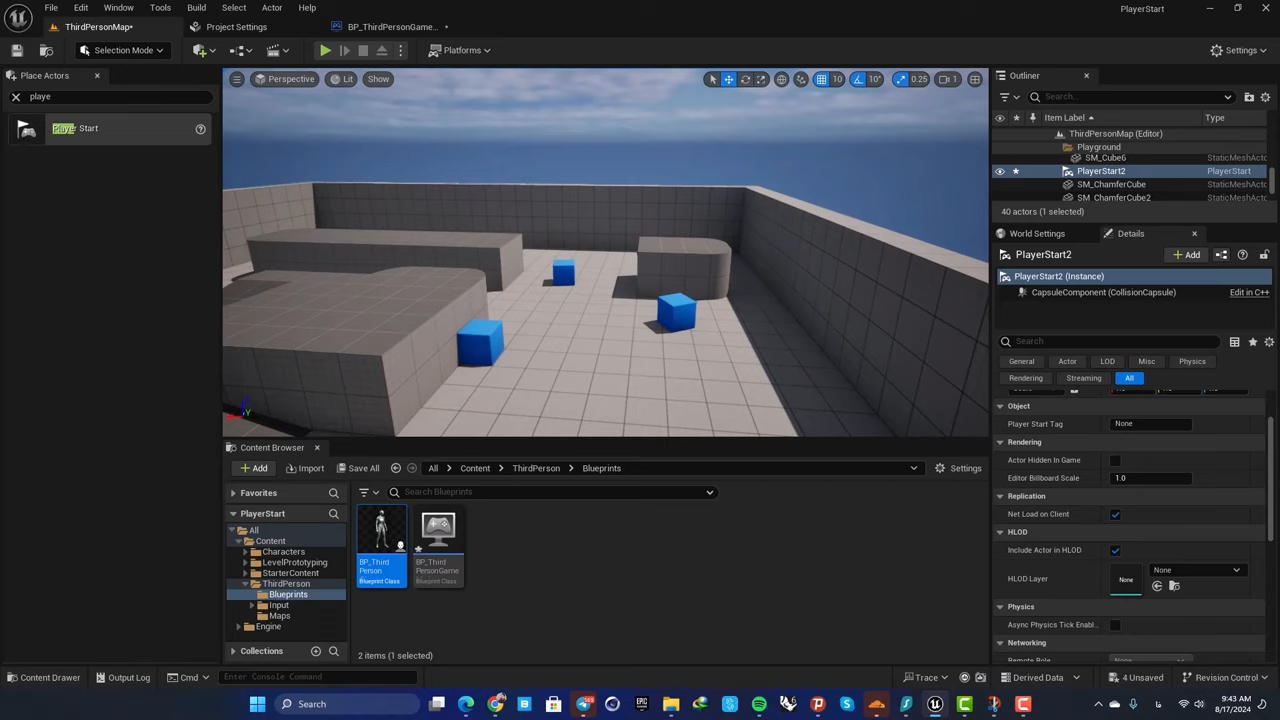 File Edit Window Tools Build Select Actor Help
PlayerStart
ThirdPersonMap*
Project Settings
BP_ThirdPersonGame...
Selection Mode
Platforms
Settings
Place Actors
playe
Player Start
Perspective
Lit
Show
10
10°
0.25
1
Outliner
Search...
Item Label
Type
ThirdPersonMap (Editor)
Playground
SM_Cube6
StaticMeshActo
PlayerStart2
PlayerStart
SM_ChamferCube
StaticMeshActo
SM_ChamferCube2
StaticMeshActo
40 actors (1 selected)
World Settings
Details
PlayerStart2
Add
PlayerStart2 (Instance)
CapsuleComponent (CollisionCapsule)
Edit in C++
Search
General
Actor
LOD
Misc
Physics
Rendering
Streaming
All
Object
Player Start Tag
None
Rendering
Actor Hidden In Game
Editor Billboard Scale
1.0
Replication
Net Load on Client
HLOD
Include Actor in HLOD
HLOD Layer
None
None
Physics
Async Physics Tick Enabl...
Networking
Remote Role
None
Y
Content Browser
Add
Import
Save All
All
Content
ThirdPerson
Blueprints
Settings
Favorites
Search Blueprints
PlayerStart
All
Content
Characters
LevelPrototyping
StarterContent
ThirdPerson
Blueprints
Input
Maps
Engine
Collections
BP_Third
Person
Blueprint Class
BP_Third
PersonGame
Blueprint Class
2 items (1 selected)
Content Drawer
Output Log
Cmd
Enter Console Command
Trace
Derived Data
4 Unsaved
Revision Control
Search
9:43 AM
8/17/2024